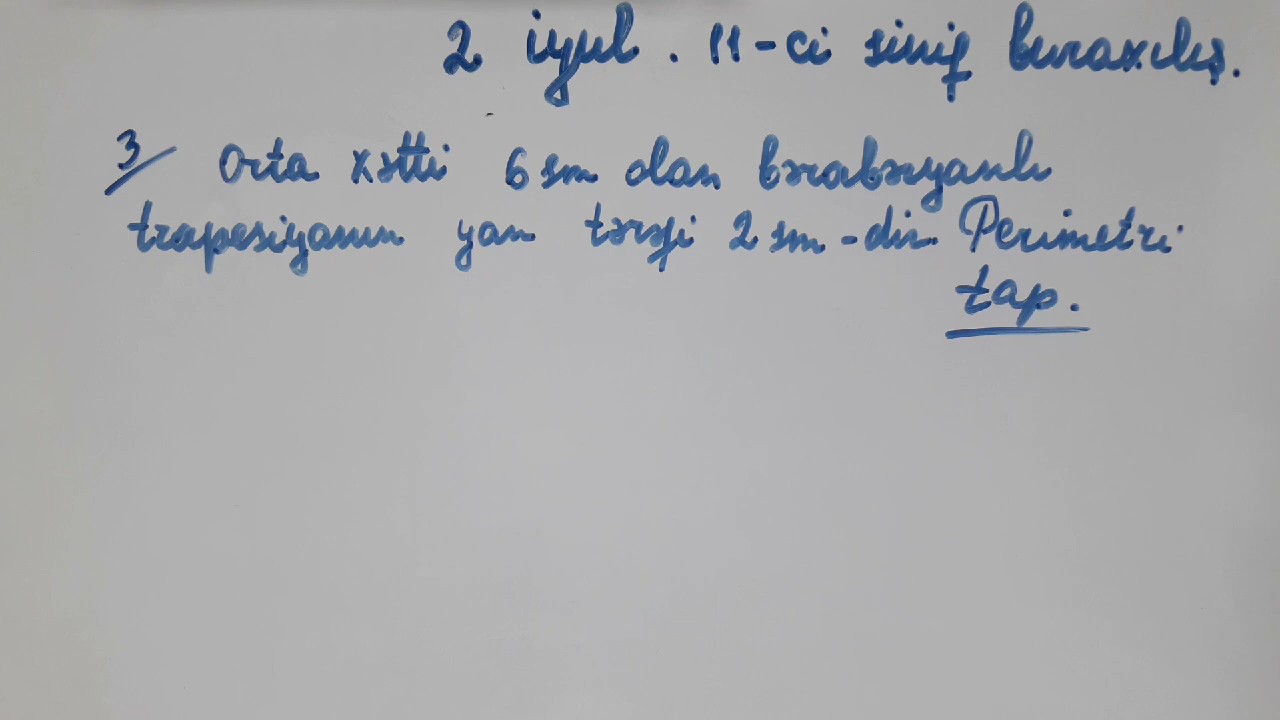 2 iyul. 11-ci sinif buraxılış.
3/ Orta xətti 6 sm olan bərabəryanlı
trapesiyanın yan tərəfi 2 sm-dir. Perimetri
tap.